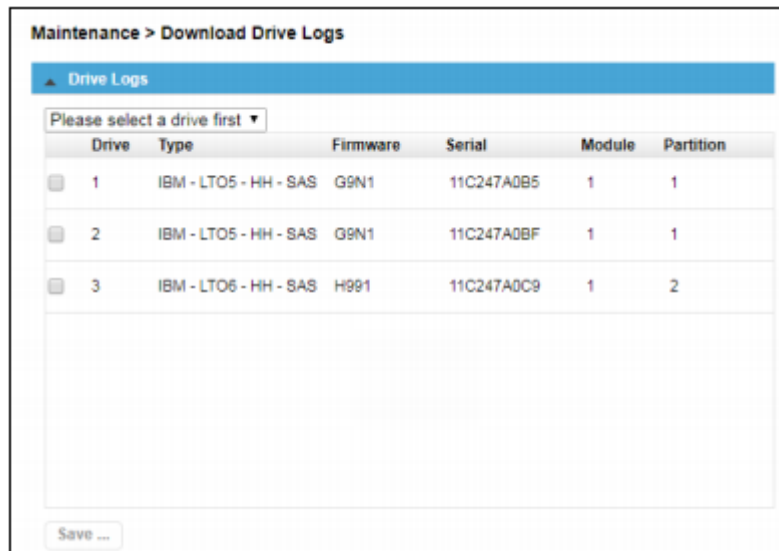 Maintenance > Download Drive Logs
Drive Logs
Please select a drive first
Drive Type Firmware Serial Module Partition
1 IBM - LTO5 - HH - SAS G9N1 11C247A0B5 1 1
2 IBM - LTO5 - HH - SAS G9N1 11C247A0BF 1 1
3 IBM - LTO6 - HH - SAS H991 11C247A0C9 1 2
Save ...